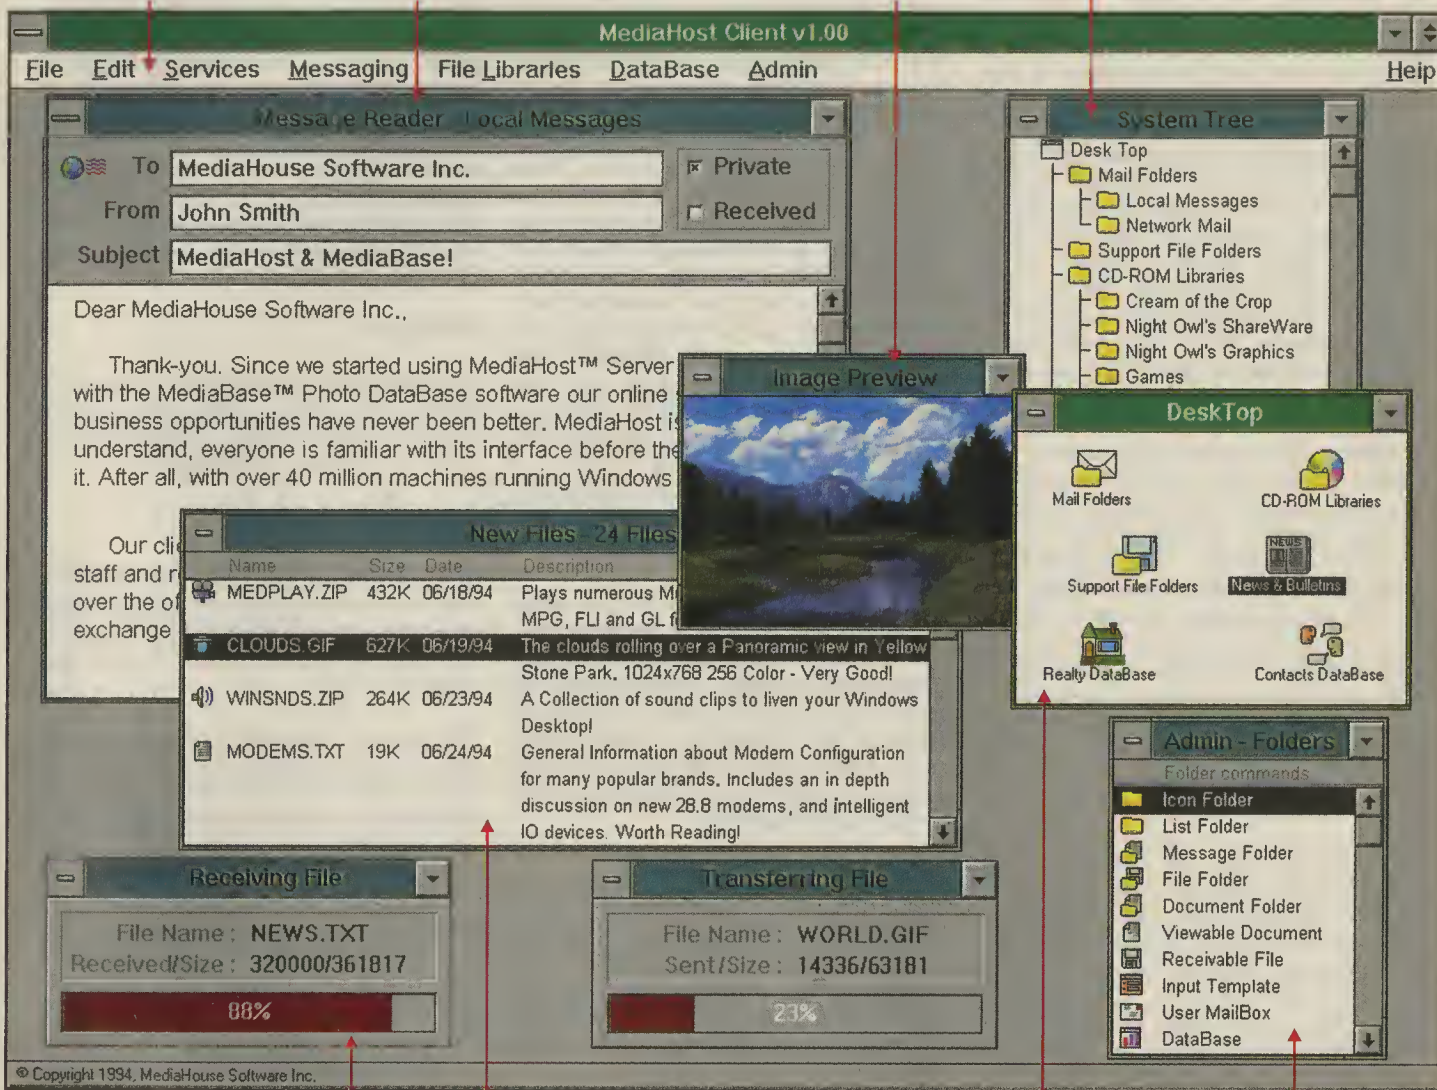 MediaHost Client v1.00
File Edit Services Messaging File Libraries DataBase Admin Help
Message Reader - Local Messages
To MediaHouse Software Inc.
Private
From John Smith
Received
Subject MediaHost & MediaBase!
Dear MediaHouse Software Inc.,
Thank-you. Since we started using MediaHost™ Server
with the MediaBase™ Photo DataBase software our online
business opportunities have never been better. MediaHost is
understand, everyone is familiar with its interface before the
it. After all, with over 40 million machines running Windows
Our clie
staff and r
over the of
exchange
System Tree
Desk Top
Mail Folders
Local Messages
Network Mail
Support File Folders
CD-ROM Libraries
Cream of the Crop
Night Owl's ShareWare
Night Owl's Graphics
Games
Image Preview
DeskTop
Mail Folders
CD-ROM Libraries
Support File Folders
NEWS
News & Bulletins
Realty DataBase
Contacts DataBase
New Files - 24 Files
Name Size Date Description
MEDPLAY.ZIP 432K 06/18/94 Plays numerous M
MPG, FLI and GL f
CLOUDS.GIF 627K 06/19/94 The clouds rolling over a Panoramic view in Yellow
Stone Park, 1024x768 256 Color - Very Good!
WINSNDS.ZIP 264K 06/23/94 A Collection of sound clips to liven your Windows
Desktop!
MODEMS.TXT 19K 06/24/94 General Information about Modem Configuration
for many popular brands. Includes an in depth
discussion on new 28.8 modems, and intelligent
IO devices. Worth Reading!
Admin - Folders
Folder commands
Icon Folder
List Folder
Message Folder
File Folder
Document Folder
Viewable Document
Receivable File
Input Template
User MailBox
DataBase
Receiving File
File Name : NEWS.TXT
Received/Size : 320000/361817
88%
Transferring File
File Name : WORLD.GIF
Sent/Size : 14336/63181
23%
© Copyright 1994, MediaHouse Software Inc.